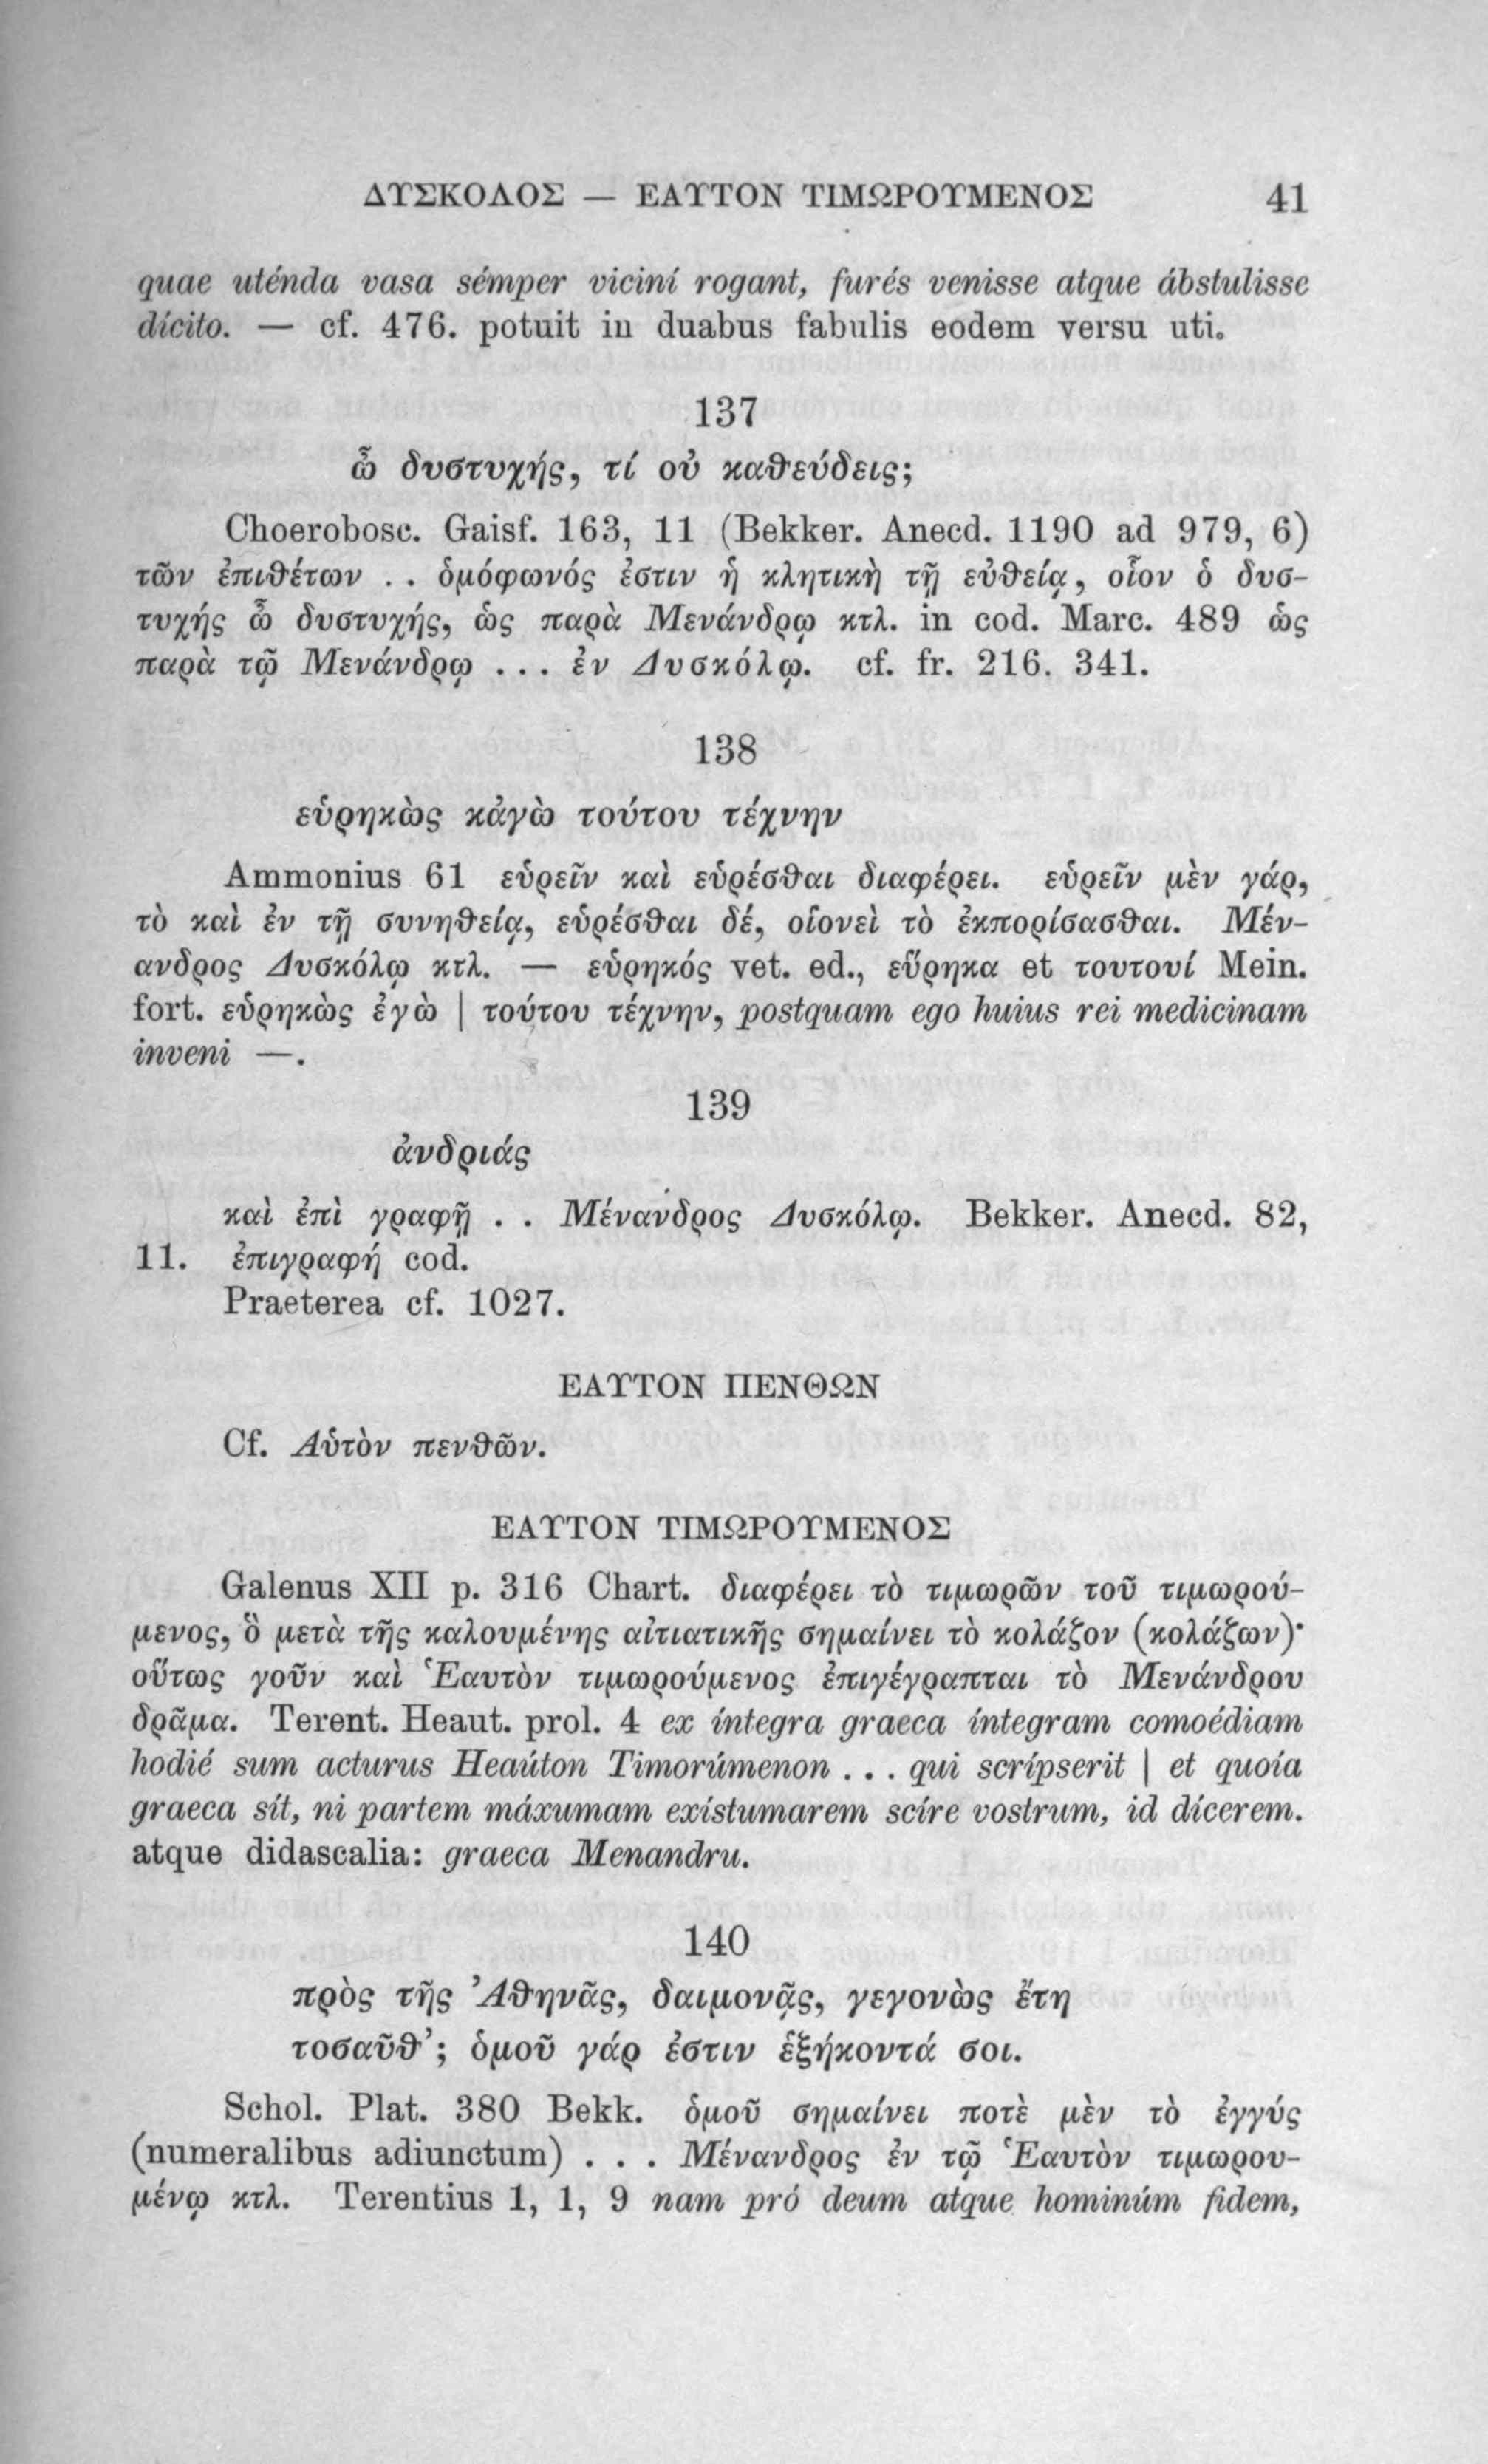 ΔΥΣΚΟΛΟΣ — ΕΑΥΤΟΝ ΤΙΜΩΡΟΥΜΕΝΟΣ 41
quae uténda vasa sémper viciní rogant, furés venisse atque ábstulisse
dícito. — cf. 476. potuit in duabus fabulis eodem versu uti.
137
ὦ δυστυχής, τί οὐ καθεύδεις;
Choerobosc. Gaisf. 163, 11 (Bekker. Anecd. 1190 ad 979, 6)
τῶν ἐπιθέτων . . ὁμόφωνός ἐστιν ἡ κλητικὴ τῇ εὐθείᾳ, οἷον ὁ δυσ-
τυχής ὦ δυστυχής, ὡς παρὰ Μενάνδρῳ κτλ. in cod. Marc. 489 ὡς
παρὰ τῷ Μενάνδρῳ ... ἐν Δυσκόλῳ. cf. fr. 216. 341.
138
εὑρηκὼς κἀγὼ τούτου τέχνην
Ammonius 61 εὑρεῖν καὶ εὑρέσθαι διαφέρει. εὑρεῖν μὲν γάρ,
τὸ καὶ ἐν τῇ συνηθείᾳ, εὑρέσθαι δέ, οἱονεὶ τὸ ἐκπορίσασθαι. Μέν-
ανδρος Δυσκόλῳ κτλ. — εὑρηκός vet. ed., εὕρηκα et τουτουί Mein.
fort. εὑρηκὼς ἐγὼ | τούτου τέχνην, postquam ego huius rei medicinam
inveni —.
139
ἀνδριάς
καὶ ἐπὶ γραφῇ . . Μένανδρος Δυσκόλῳ. Bekker. Anecd. 82,
11. ἐπιγραφή cod.
Praeterea cf. 1027.
ΕΑΥΤΟΝ ΠΕΝΘΩΝ
Cf. Αὑτὸν πενθῶν.
ΕΑΥΤΟΝ ΤΙΜΩΡΟΥΜΕΝΟΣ
Galenus XII p. 316 Chart. διαφέρει τὸ τιμωρῶν τοῦ τιμωρού-
μενος, ὃ μετὰ τῆς καλουμένης αἰτιατικῆς σημαίνει τὸ κολάζον (κολάζων)·
οὕτως γοῦν καὶ Ἑαυτὸν τιμωρούμενος ἐπιγέγραπται τὸ Μενάνδρου
δρᾶμα. Terent. Heaut. prol. 4 ex íntegra graeca íntegram comoédiam
hodié sum acturus Heaúton Timorúmenon ... qui scrípserit | et quoía
graeca sít, ni partem máxumam exístumarem scíre vostrum, id dícerem.
atque didascalia: graeca Menandru.
140
πρὸς τῆς Ἀθηνᾶς, δαιμονᾷς, γεγονὼς ἔτη
τοσαῦθ’; ὁμοῦ γάρ ἐστιν ἑξήκοντά σοι.
Schol. Plat. 380 Bekk. ὁμοῦ σημαίνει ποτὲ μὲν τὸ ἐγγύς
(numeralibus adiunctum) . . . Μένανδρος ἐν τῷ Ἑαυτὸν τιμωρου-
μένῳ κτλ. Terentius 1, 1, 9 nam pró deum atque hominúm fidem,